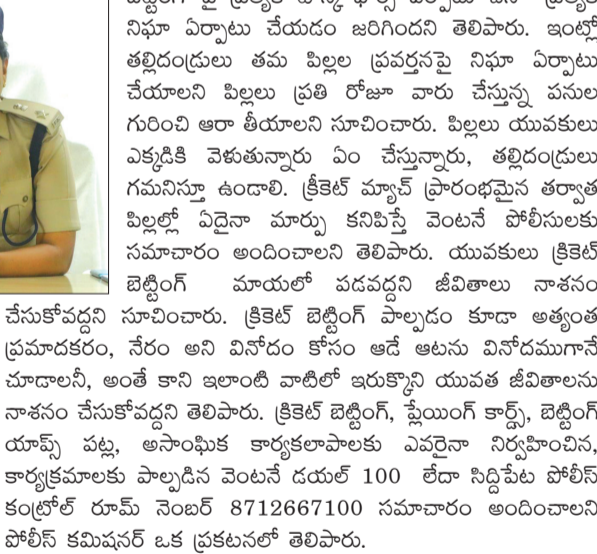 నిఘా ఏర్పాటు చేయడం జరిగిందని తెలిపారు. ఇంట్లో
తల్లిదండ్రులు తమ పిల్లల ప్రవర్తనపై నిఘా ఏర్పాటు
చేయాలని పిల్లలు ప్రతి రోజూ వారు చేస్తున్న పనుల
గురించి ఆరా తీయాలని సూచించారు. పిల్లలు యువకులు
ఎక్కడికి వెళుతున్నారు ఏం చేస్తున్నారు, తల్లిదండ్రులు
గమనిస్తూ ఉండాలి. క్రీకెట్ మ్యాచ్ ప్రారంభమైన తర్వాత
పిల్లల్లో ఏదైనా మార్పు కనిపిస్తే వెంటనే పోలీసులకు
సమాచారం అందించాలని తెలిపారు. యువకులు క్రికెట్
బెట్టింగ్ మాయలో పడవద్దని జీవితాలు నాశనం
చేసుకోవద్దని సూచించారు. క్రికెట్ బెట్టింగ్ పాల్పడం కూడా అత్యంత
ప్రమాదకరం, నేరం అని వినోదం కోసం ఆడే ఆటను వినోదముగానే
చూడాలనీ, అంతే కాని ఇలాంటి వాటిలో ఇరుక్కొని యువత జీవితాలను
నాశనం చేసుకోవద్దని తెలిపారు. క్రికెట్ బెట్టింగ్, ప్లేయింగ్ కార్డ్స్, బెట్టింగ్
యాప్స్ పట్ల, అసాంఘిక కార్యకలాపాలకు ఎవరైనా నిర్వహించిన,
కార్యక్రమాలకు పాల్పడిన వెంటనే డయల్ 100 లేదా సిద్దిపేట పోలీస్
కంట్రోల్ రూమ్ నెంబర్ 8712667100 సమాచారం అందించాలని
పోలీస్ కమిషనర్ ఒక ప్రకటనలో తెలిపారు.